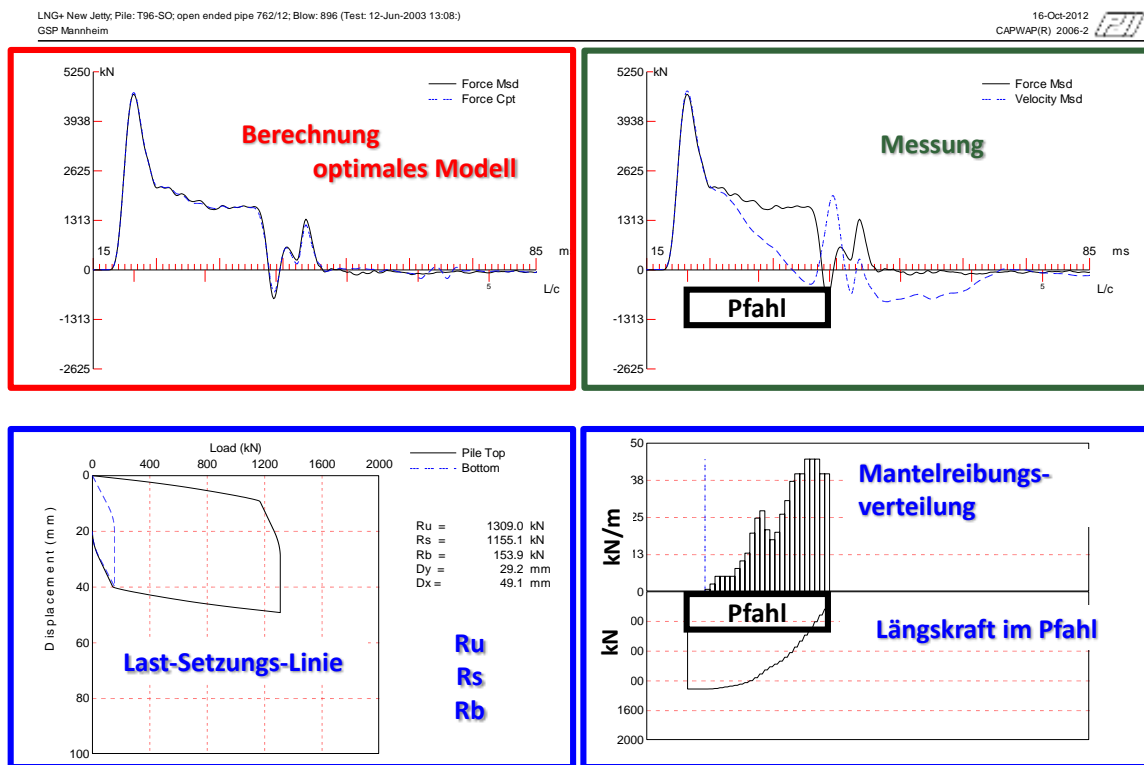 LNG+ New Jetty; Pile: T96-SO; open ended pipe 762/12; Blow: 896 (Test: 12-Jun-2003 13:08:)
GSP Mannheim
16-Oct-2012
CAPWAP(R) 2006-2
5250 kN
3938
2625
1313
0
-1313
-2625
15
85
m
5
L/c
Force Msd
Force Cpt
Berechnung
optimales Modell
5250 kN
3938
2625
1313
0
-1313
-2625
15
85
ms
5
L/c
Force Msd
Velocity Msd
Messung
Pfahl
Load (kN)
0 400 800 1200 1600 2000
Displacement (mm)
0
20
40
60
80
100
Pile Top
Bottom
Ru = 1309.0 kN
Rs = 1155.1 kN
Rb = 153.9 kN
Dy = 29.2 mm
Dx = 49.1 mm
Last-Setzungs-Linie
Ru
Rs
Rb
50
38
25
13
0
kN/m
Mantelreibungs-
verteilung
Pfahl
kN
00
00
00
1600
2000
Längskraft im Pfahl